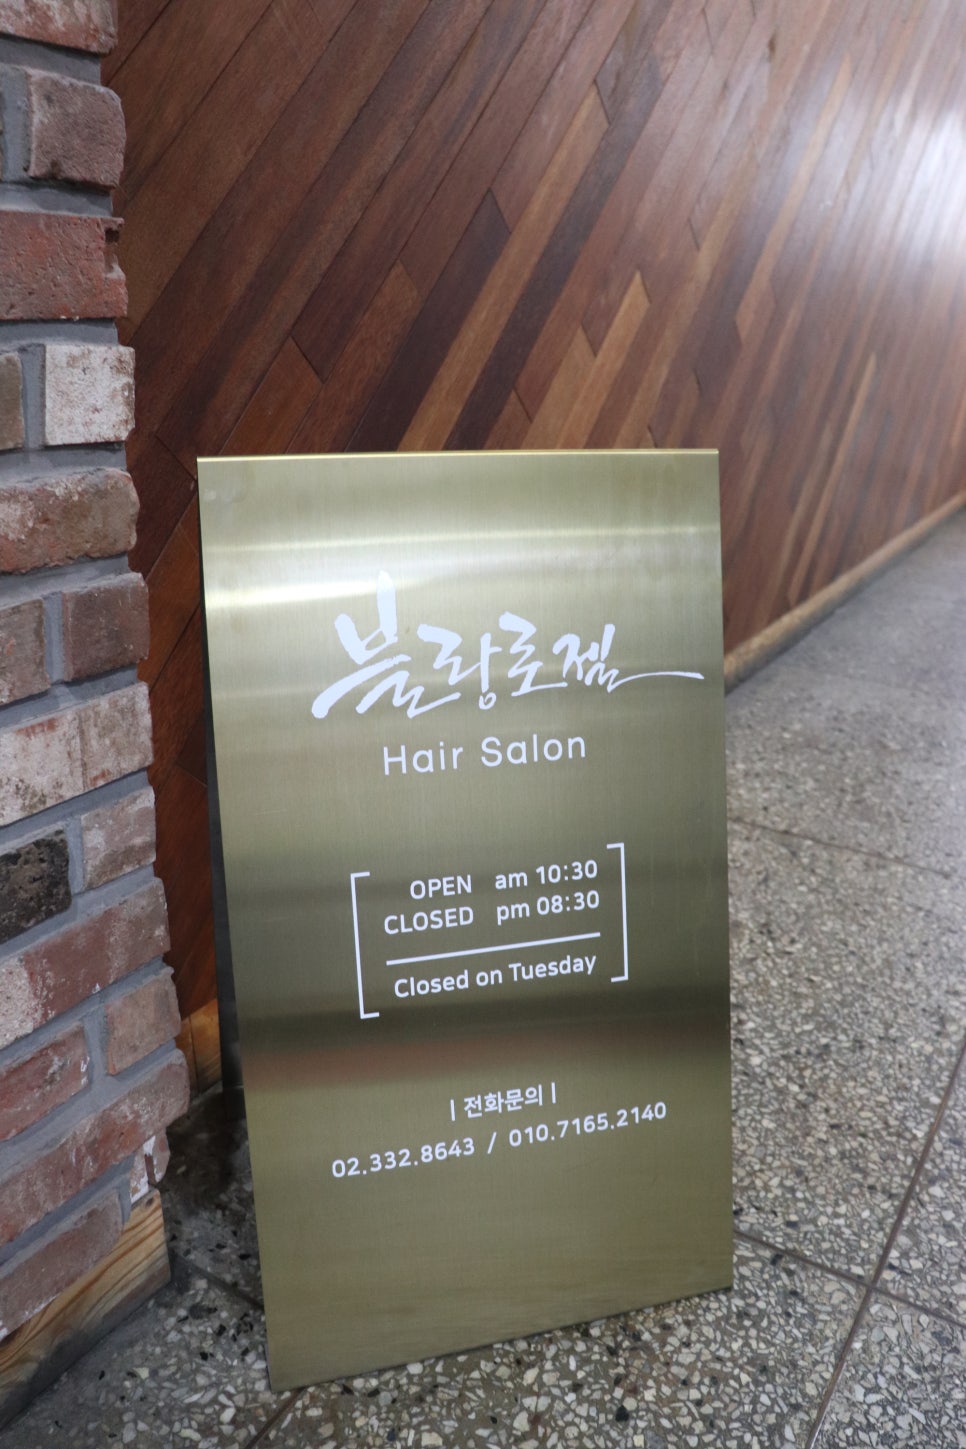 블랑로젬
Hair Salon
OPEN am 10:30
CLOSED pm 08:30
Closed on Tuesday
| 전화문의 |
02.332.8643 / 010.7165.2140